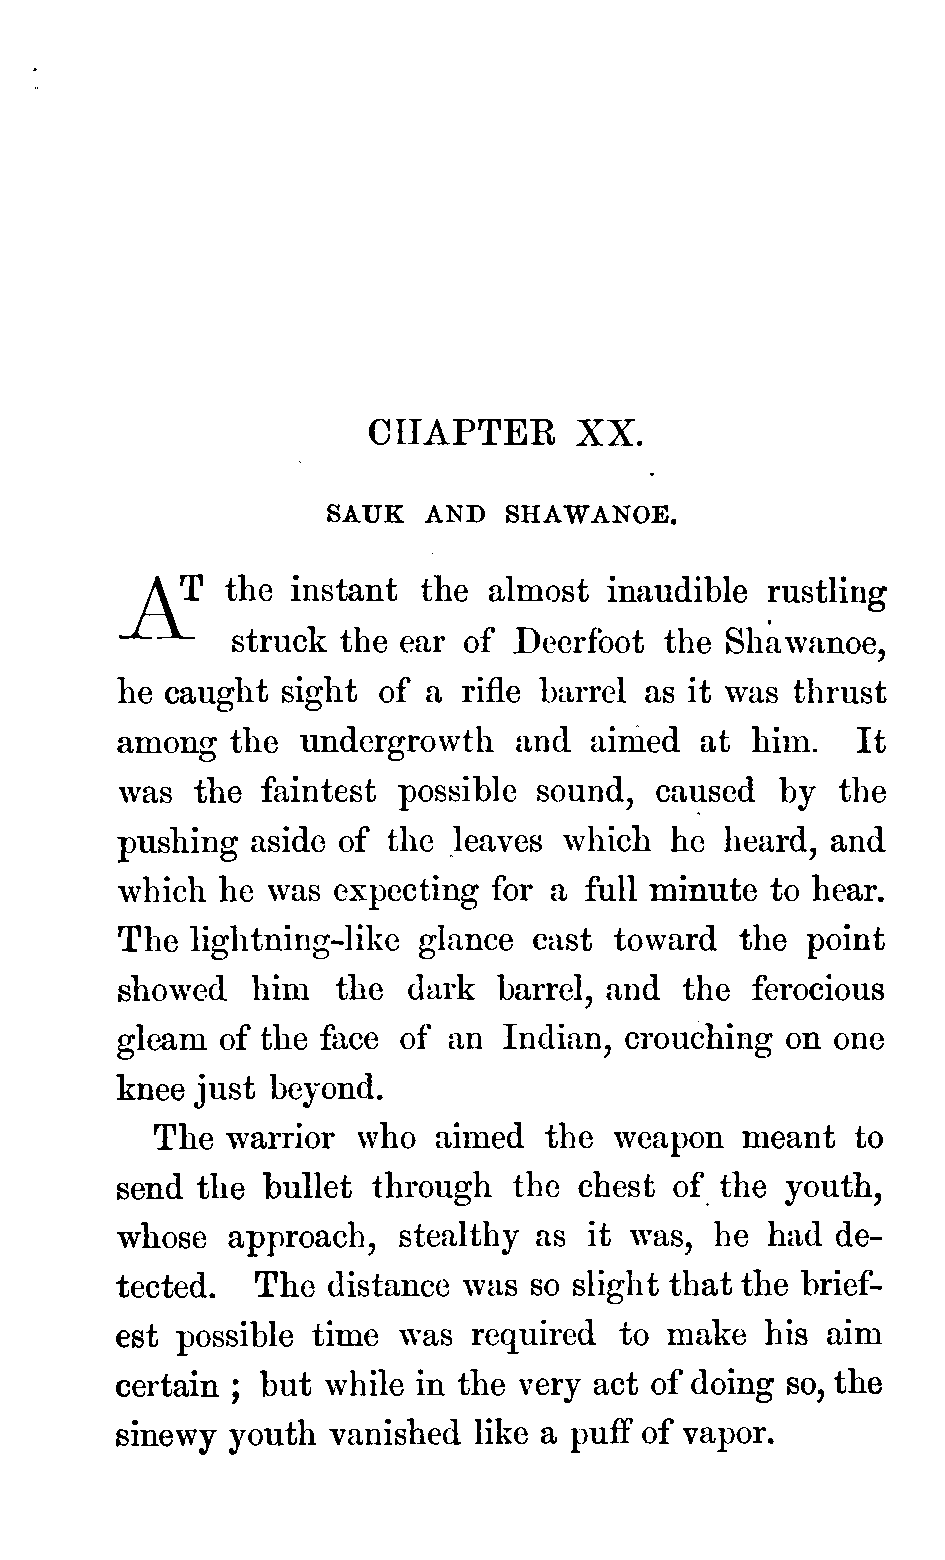 CHAPTER XX.
SAUK AND SHAWANOE.
AT the instant the almost inaudible rustling
struck the ear of Deerfoot the Shawanoe,
he caught sight of a rifle barrel as it was thrust
among the undergrowth and aimed at him. It
was the faintest possible sound, caused by the
pushing aside of the leaves which he heard, and
which he was expecting for a full minute to hear.
The lightning-like glance cast toward the point
showed him the dark barrel, and the ferocious
gleam of the face of an Indian, crouching on one
knee just beyond.
The warrior who aimed the weapon meant to
send the bullet through the chest of the youth,
whose approach, stealthy as it was, he had de-
tected. The distance was so slight that the brief-
est possible time was required to make his aim
certain ; but while in the very act of doing so, the
sinewy youth vanished like a puff of vapor.